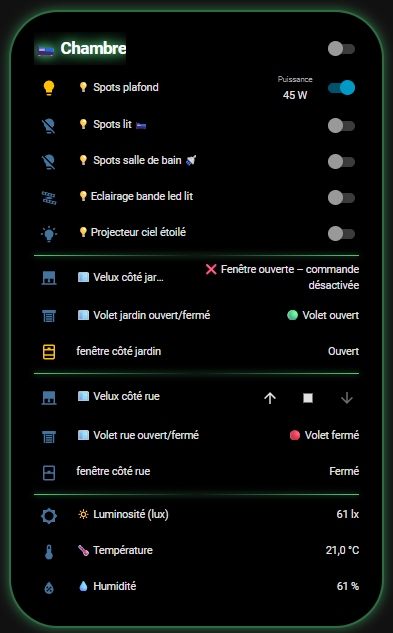 Chambre
Spots plafond
Puissance
45 W
Spots lit
Spots salle de bain
Eclairage bande led lit
Projecteur ciel étoilé
Velux côté jar...
❌ Fenêtre ouverte – commande
désactivée
Volet jardin ouvert/fermé
Volet ouvert
fenêtre côté jardin
Ouvert
Velux côté rue
Volet rue ouvert/fermé
Volet fermé
fenêtre côté rue
Fermé
Luminosité (lux)
61 lx
Température
21,0 °C
Humidité
61 %